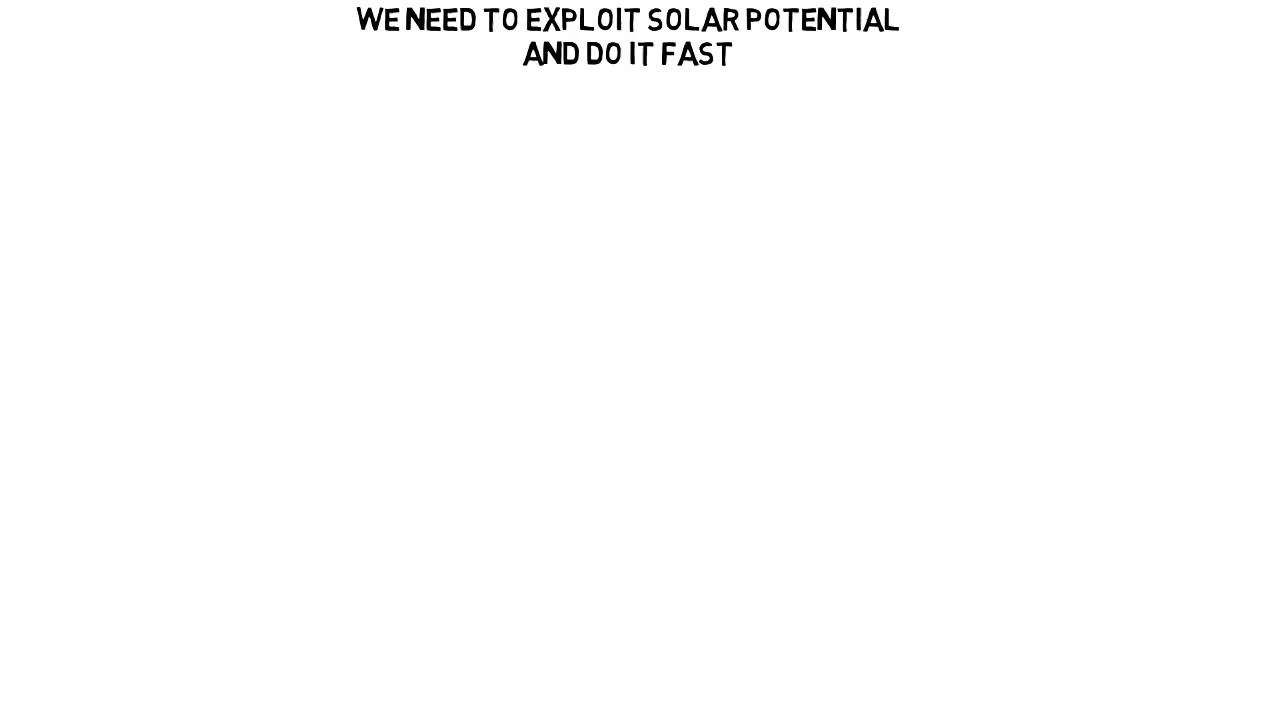 WE NEED TO EXPLOIT SOLAR POTENTIAL
AND DO IT FAST